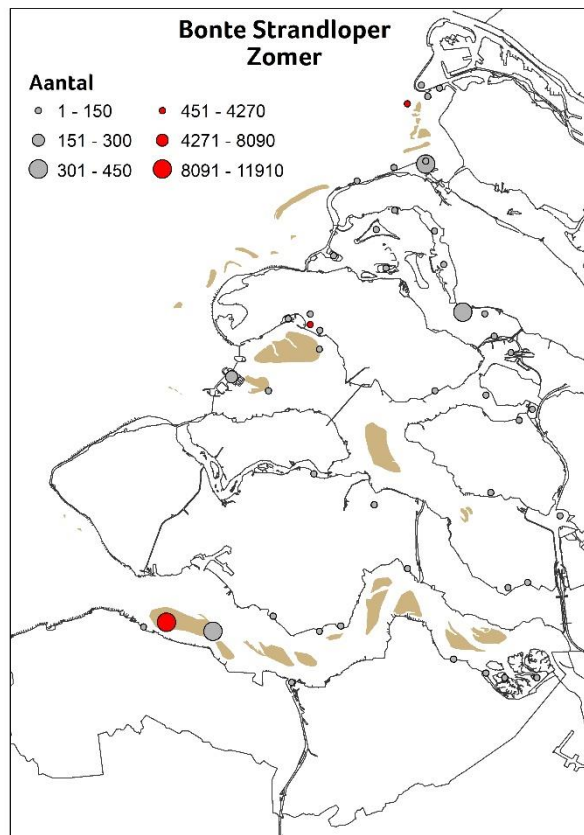 Bonte Strandloper
Zomer
Aantal
1 - 150 451 - 4270
151 - 300 4271 - 8090
301 - 450 8091 - 11910